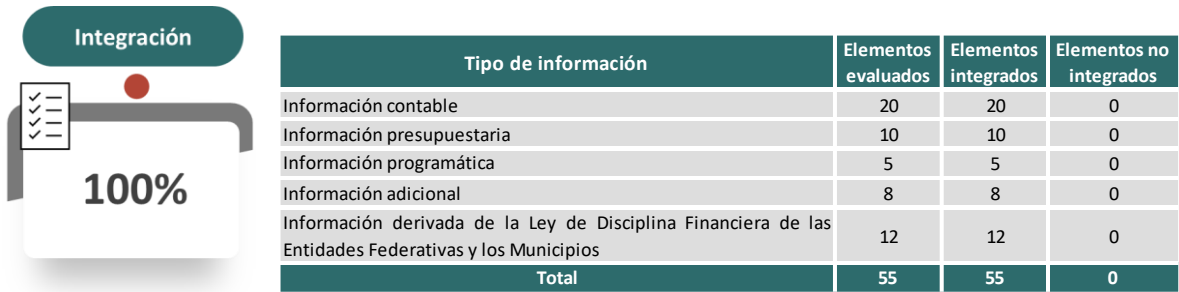 Integración
100%
Tipo de información
Elementos evaluados
Elementos integrados
Elementos no integrados
Información contable 20 20 0
Información presupuestaria 10 10 0
Información programática 5 5 0
Información adicional 8 8 0
Información derivada de la Ley de Disciplina Financiera de las
Entidades Federativas y los Municipios 12 12 0
Total 55 55 0